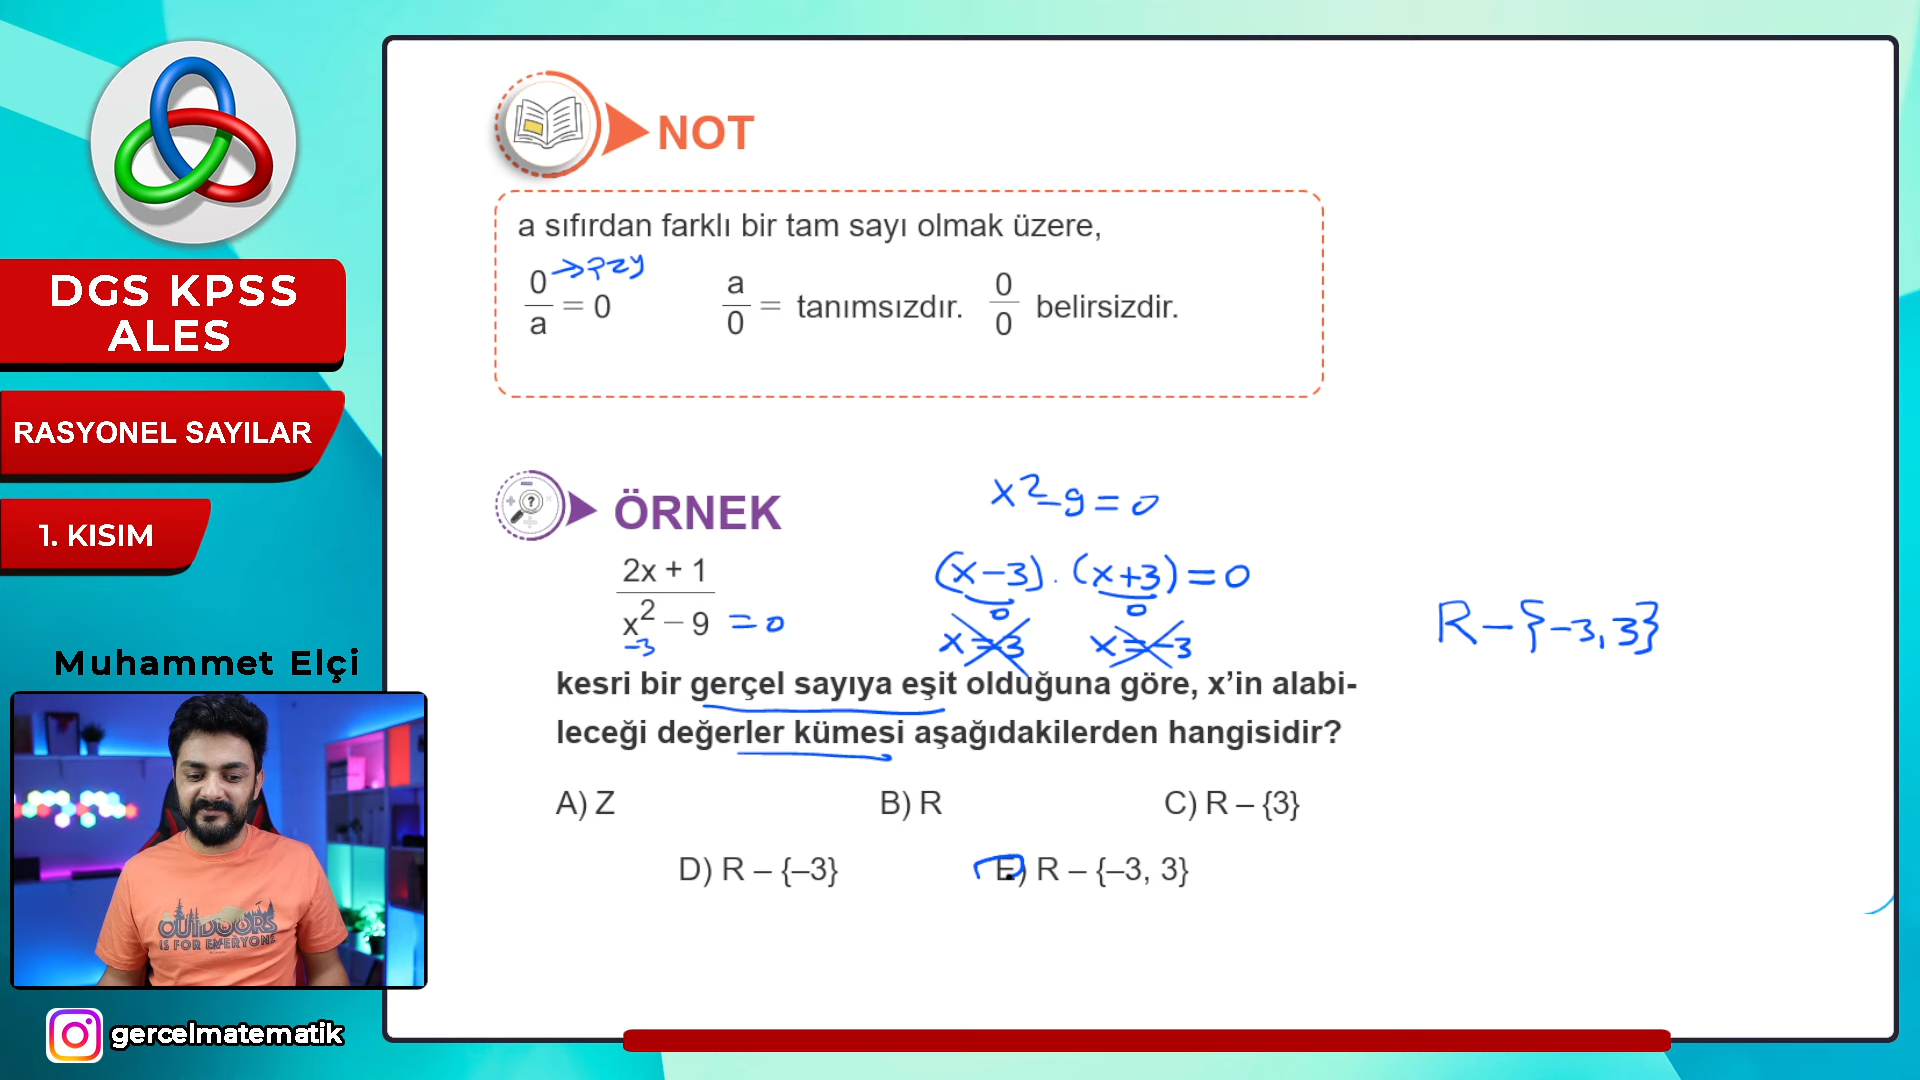 NOT
a sıfırdan farklı bir tam sayı olmak üzere,
0/a = 0 a/0 = tanımsızdır. 0/0 belirsizdir.
DGS KPSS
ALES
RASYONEL SAYILAR
1. KISIM
ÖRNEK
x² - 9 = 0
(x - 3) . (x + 3) = 0
0 0
x = 3 x = -3
R - {-3, 3}
2x + 1
x² – 9 = 0
-3
kesri bir gerçel sayıya eşit olduğuna göre, x’in alabi-
leceği değerler kümesi aşağıdakilerden hangisidir?
A) Z B) R C) R – {3}
D) R – {–3} E) R – {–3, 3}
Muhammet Elçi
OUTDOORS
IS FOR EVERYONE
gercelmatematik